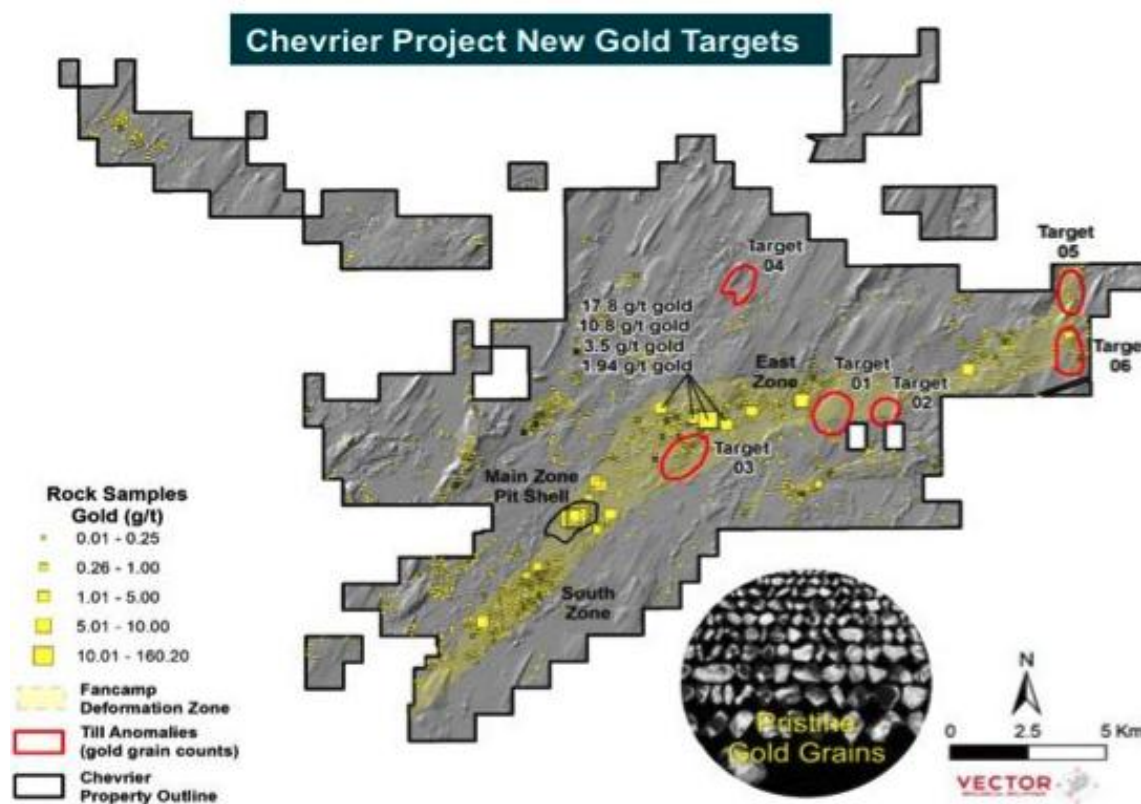 Chevrier Project New Gold Targets
Target
05
Target
04
17.8 g/t gold
10.8 g/t gold
3.5 g/t gold
1.94 g/t gold
East
Zone
Target
01
Target
02
Target
06
Target
03
Main Zone
Pit Shell
South
Zone
Rock Samples
Gold (g/t)
0.01 - 0.25
0.26 - 1.00
1.01 - 5.00
5.01 - 10.00
10.01 - 160.20
Fancamp
Deformation Zone
Till Anomalies
(gold grain counts)
Chevrier
Property Outline
Pristine
Gold Grains
N
0 2.5 5 Km
VECTOR